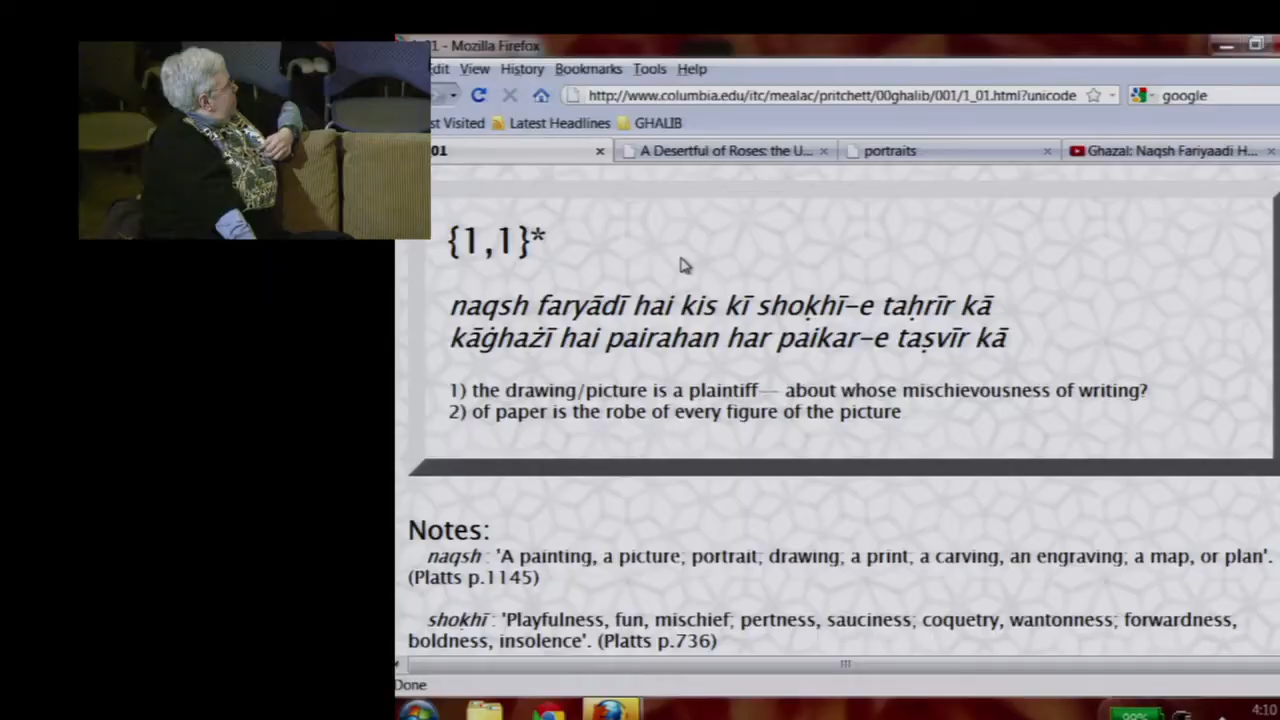 01 - Mozilla Firefox
dit View History Bookmarks Tools Help
http://www.columbia.edu/itc/mealac/pritchett/00ghalib/001/1_01.html?unicode google
st Visited Latest Headlines GHALIB
01 A Desertful of Roses: the U... portraits Ghazal: Naqsh Fariyaadi H...
{1,1}*
naqsh faryādī hai kis kī shoḳhī-e taḥrīr kā
kāġhażī hai pairahan har paikar-e taṣvīr kā
1) the drawing/picture is a plaintiff— about whose mischievousness of writing?
2) of paper is the robe of every figure of the picture
Notes:
naqsh : 'A painting, a picture, portrait; drawing; a print, a carving, an engraving; a map, or plan'.
(Platts p.1145)
shoḳhī : 'Playfulness, fun, mischief; pertness, sauciness; coquetry, wantonness; forwardness,
boldness, insolence'. (Platts p.736)
Done
4:10